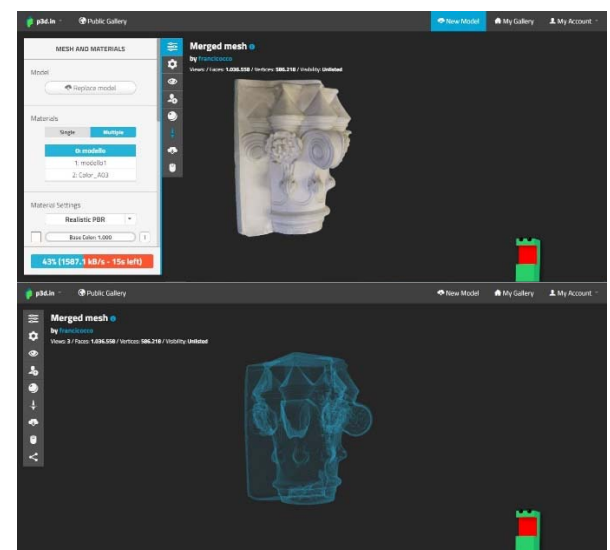 p3d.in Public Gallery New Model My Gallery My Account
MESH AND MATERIALS
Model
Replace model
Materials
Single Multiple
0: modello
1: modello1
2: Color_A03
Material Settings
Realistic PBR
Base Color: 1,000 1
43% (1587.1 kB/s - 15s left)
Merged mesh
by francicocco
Views: / Faces: 1.036.558 / Vertices: 586.218 / Visibility: Unlisted
p3d.in Public Gallery New Model My Gallery My Account
Merged mesh
by francicocco
Views: 3 / Faces: 1.036.558 / Vertices: 586.218 / Visibility: Unlisted